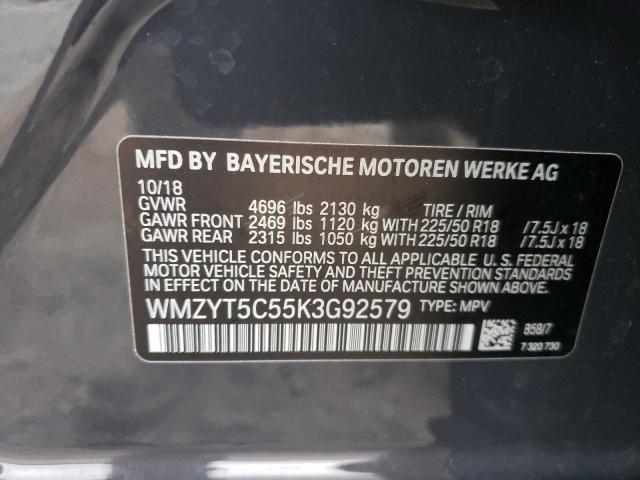 MFD BY BAYERISCHE MOTOREN WERKE AG
10/18
GVWR 4696 lbs 2130 kg TIRE / RIM
GAWR FRONT 2469 lbs 1120 kg WITH 225/50 R18 /7.5J x 18
GAWR REAR 2315 lbs 1050 kg WITH 225/50 R18 /7.5J x 18
THIS VEHICLE CONFORMS TO ALL APPLICABLE U. S. FEDERAL
MOTOR VEHICLE SAFETY, BUMPER, AND THEFT PREVENTION
STANDARDS IN EFFECT ON THE DATE OF MANUFACTURE SHOWN ABOVE.
WMZYT5C55K3G92579 TYPE: MPV
858/7
7 320 730